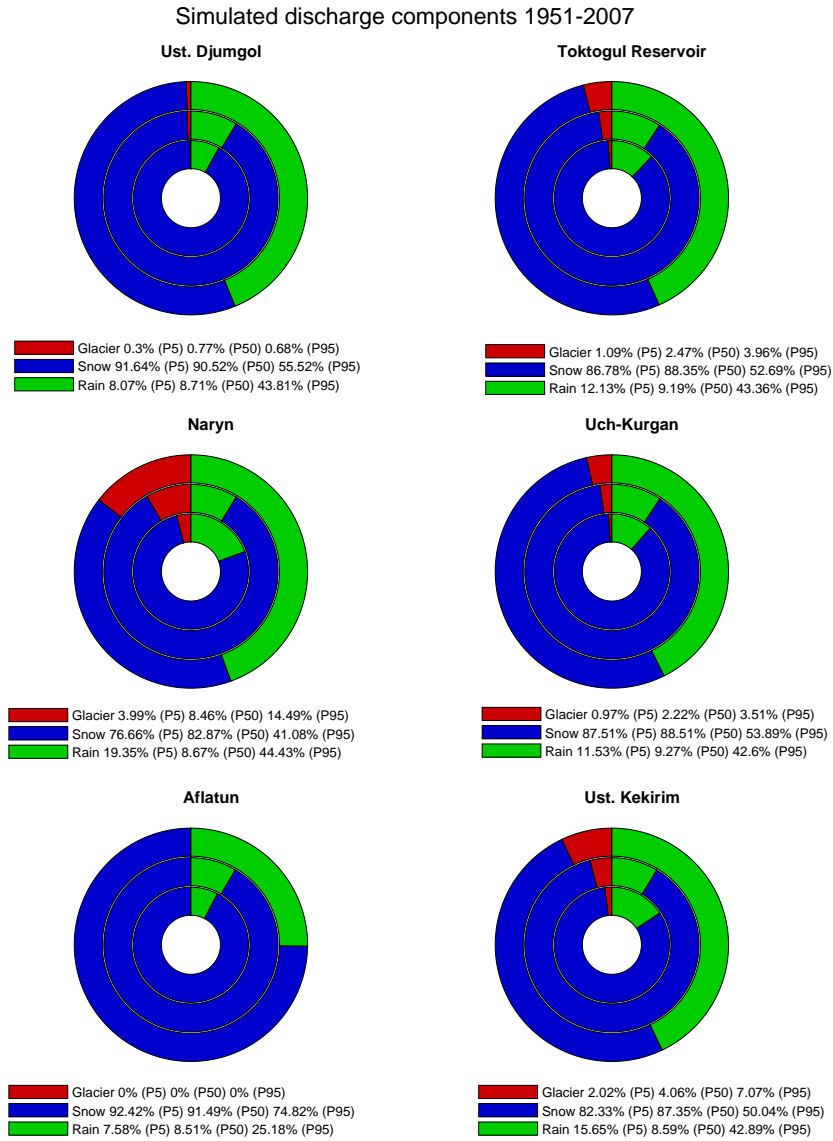 Simulated discharge components 1951-2007
Ust. Djumgol
Glacier 0.3% (P5) 0.77% (P50) 0.68% (P95)
Snow 91.64% (P5) 90.52% (P50) 55.52% (P95)
Rain 8.07% (P5) 8.71% (P50) 43.81% (P95)
Toktogul Reservoir
Glacier 1.09% (P5) 2.47% (P50) 3.96% (P95)
Snow 86.78% (P5) 88.35% (P50) 52.69% (P95)
Rain 12.13% (P5) 9.19% (P50) 43.36% (P95)
Naryn
Glacier 3.99% (P5) 8.46% (P50) 14.49% (P95)
Snow 76.66% (P5) 82.87% (P50) 41.08% (P95)
Rain 19.35% (P5) 8.67% (P50) 44.43% (P95)
Uch-Kurgan
Glacier 0.97% (P5) 2.22% (P50) 3.51% (P95)
Snow 87.51% (P5) 88.51% (P50) 53.89% (P95)
Rain 11.53% (P5) 9.27% (P50) 42.6% (P95)
Aflatun
Glacier 0% (P5) 0% (P50) 0% (P95)
Snow 92.42% (P5) 91.49% (P50) 74.82% (P95)
Rain 7.58% (P5) 8.51% (P50) 25.18% (P95)
Ust. Kekirim
Glacier 2.02% (P5) 4.06% (P50) 7.07% (P95)
Snow 82.33% (P5) 87.35% (P50) 50.04% (P95)
Rain 15.65% (P5) 8.59% (P50) 42.89% (P95)